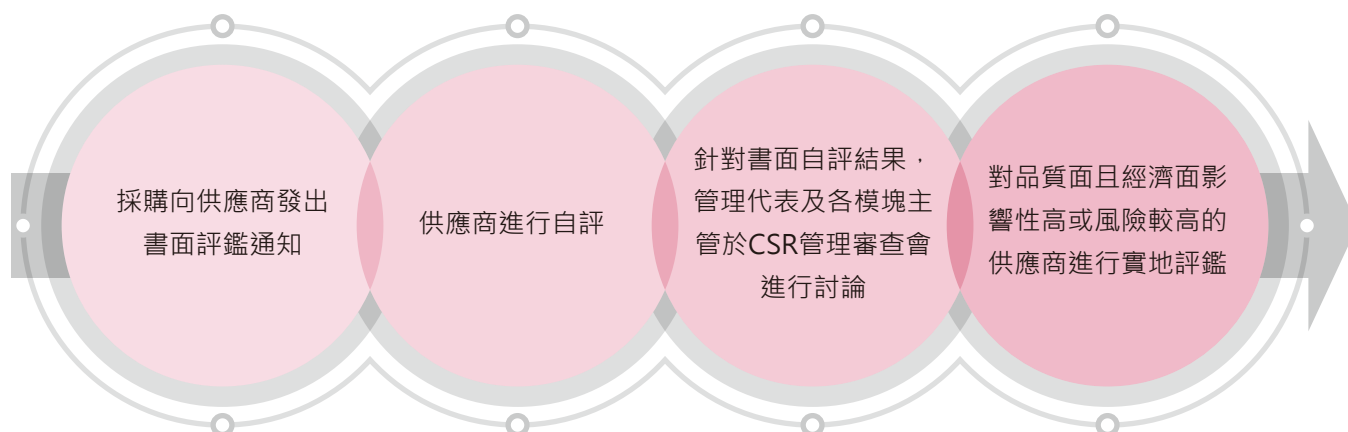 採購向供應商發出
書面評鑑通知
供應商進行自評
針對書面自評結果，
管理代表及各模塊主
管於CSR管理審查會
進行討論
對品質面且經濟面影
響性高或風險較高的
供應商進行實地評鑑